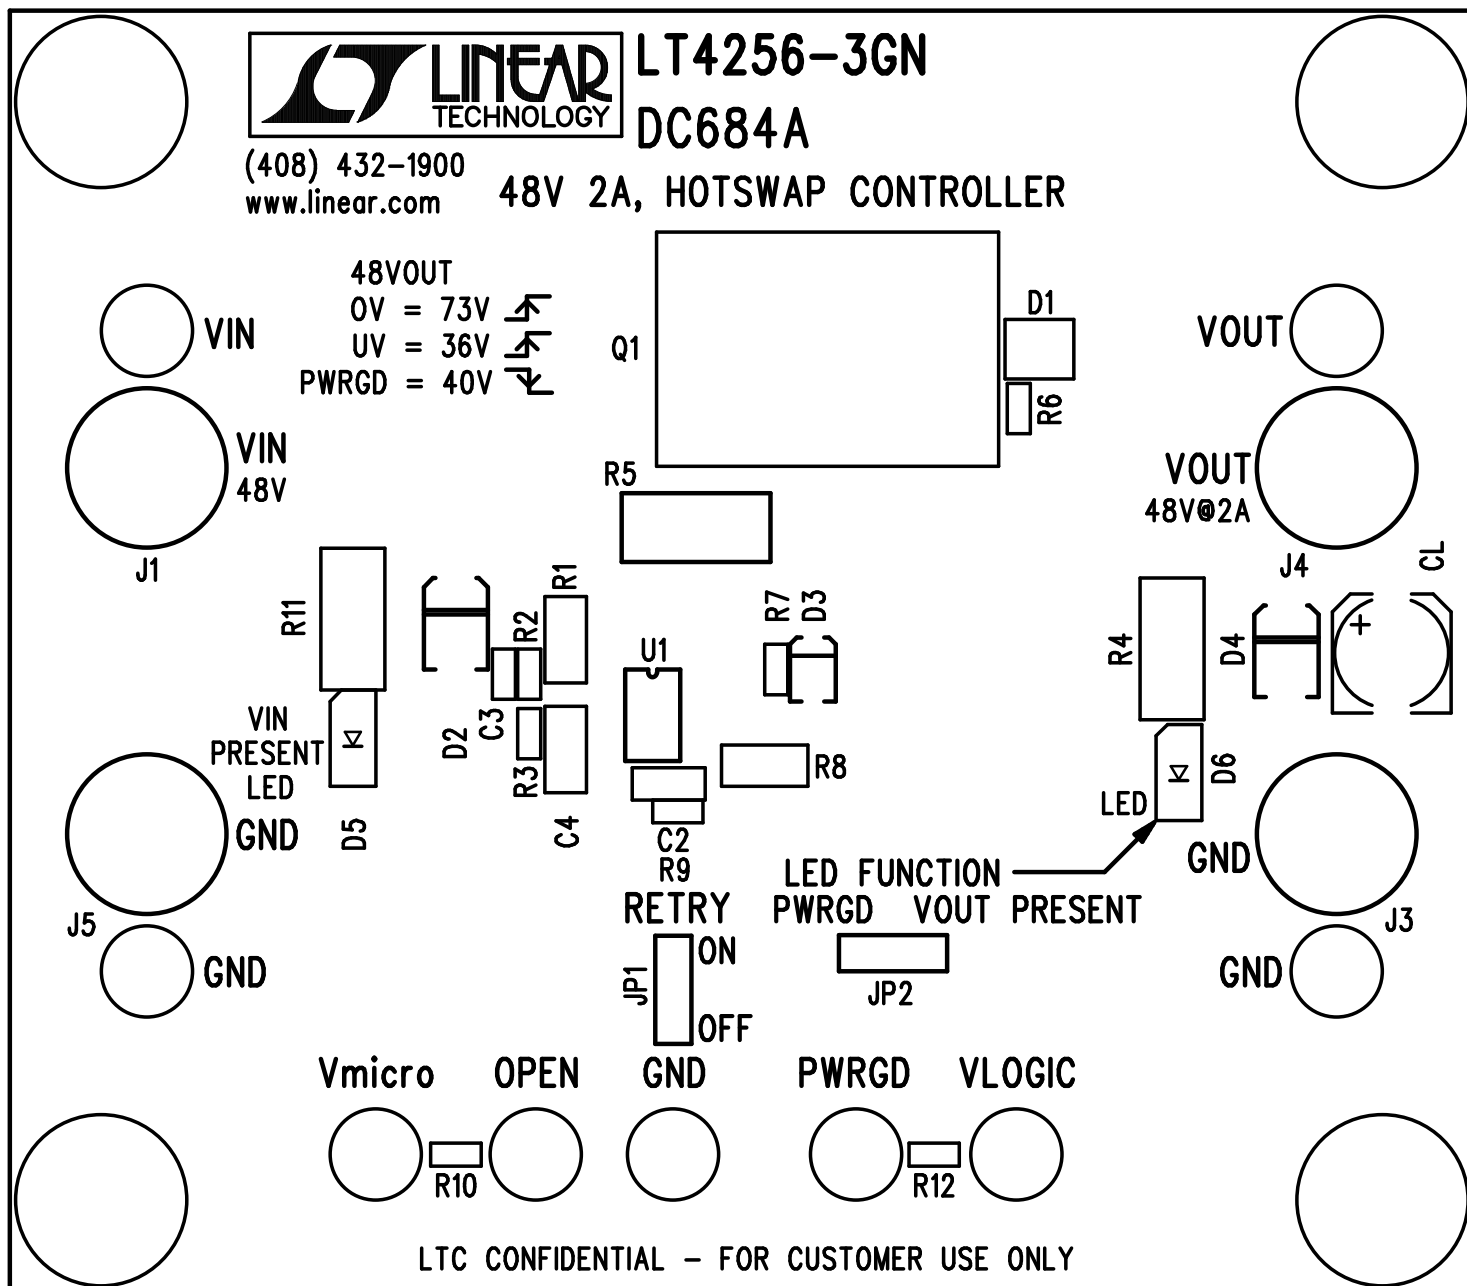 LINEAR
TECHNOLOGY
LT4256-3GN
DC684A
(408) 432-1900
www.linear.com
48V 2A, HOTSWAP CONTROLLER
48VOUT
OV = 73V
UV = 36V
PWRGD = 40V
Q1
D1
R6
VIN
VOUT
VIN
48V
J1
R5
VOUT
48V@2A
J4
CL
R11
R1
R2
U1
R7
D3
R4
D4
+
VIN
PRESENT
LED
D5
D2
C3
R3
C4
R8
C2
R9
D6
LED
GND
J5
GND
GND
J3
GND
LED FUNCTION
PWRGD VOUT PRESENT
RETRY
ON
JP1
OFF
JP2
Vmicro OPEN GND PWRGD VLOGIC
R10
R12
LTC CONFIDENTIAL - FOR CUSTOMER USE ONLY